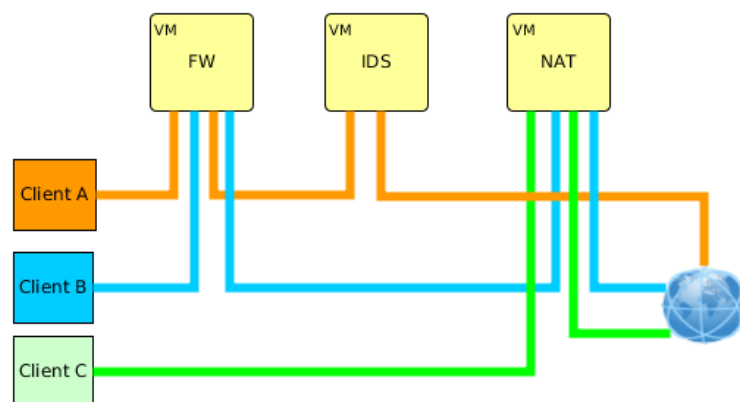 VM
FW
VM
IDS
VM
NAT
Client A
Client B
Client C